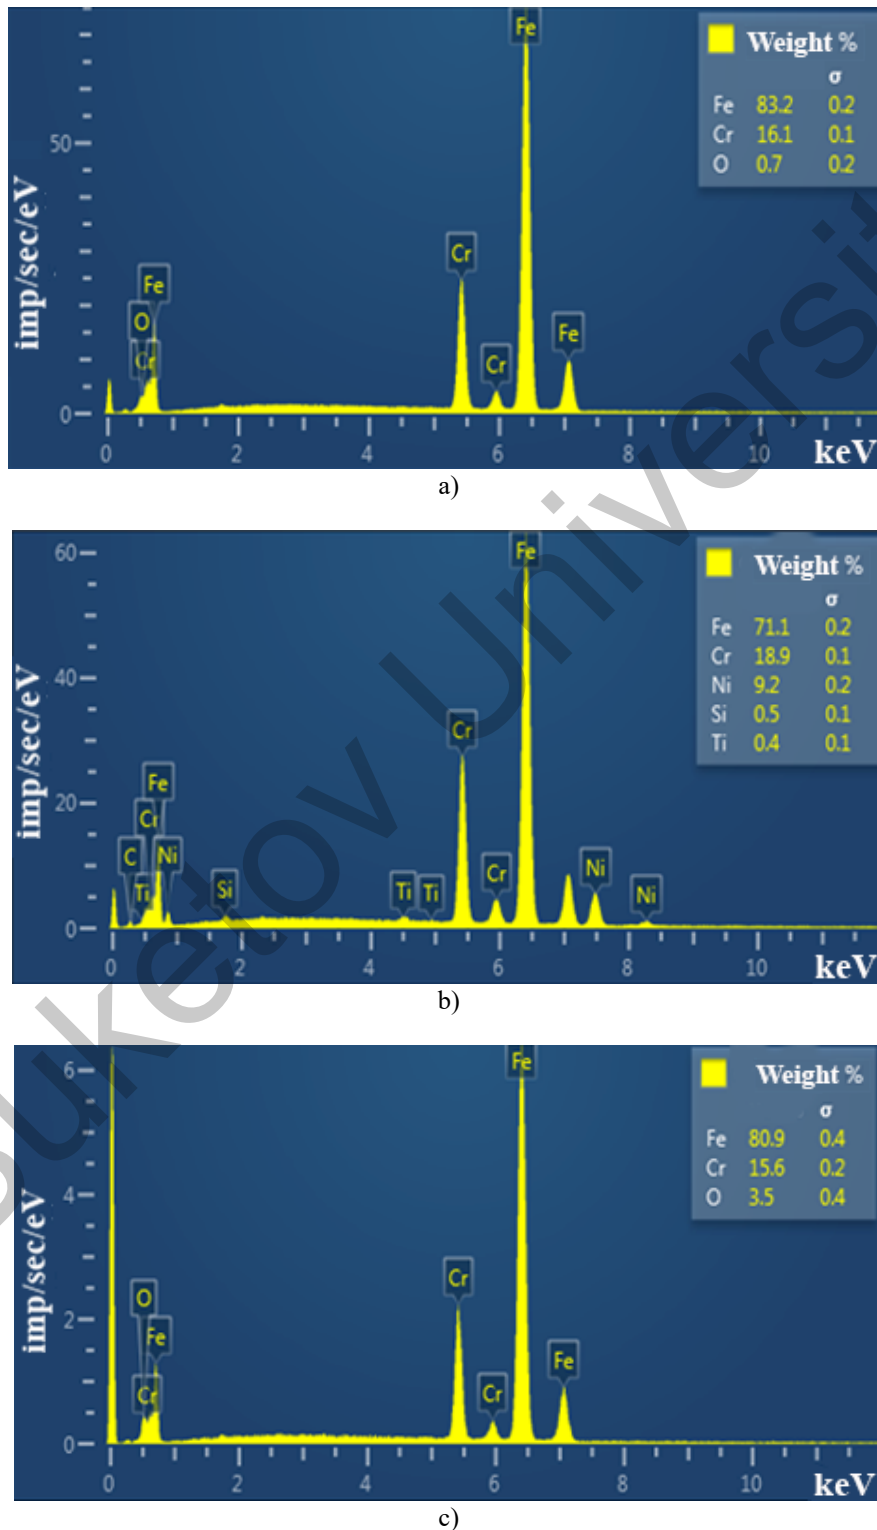 Fe
Weight %
σ
Fe 83.2 0.2
Cr 16.1 0.1
O 0.7 0.2
50
imp/sec/eV
Cr
Fe
O
Cr
Cr
Fe
0
0 2 4 6 8 10 keV
a)
60
Fe
Weight %
σ
Fe 71.1 0.2
Cr 18.9 0.1
Ni 9.2 0.2
Si 0.5 0.1
Ti 0.4 0.1
40
imp/sec/eV
Cr
Fe
20
Cr
C
Ni
Ti
Si
Ti
Ti
Cr
Ni
Ni
0
0 2 4 6 8 10 keV
b)
6
Fe
Weight %
σ
Fe 80.9 0.4
Cr 15.6 0.2
O 3.5 0.4
4
imp/sec/eV
Cr
O
2
Fe
Cr
Cr
Fe
0
0 2 4 6 8 10 keV
c)
Buketov University